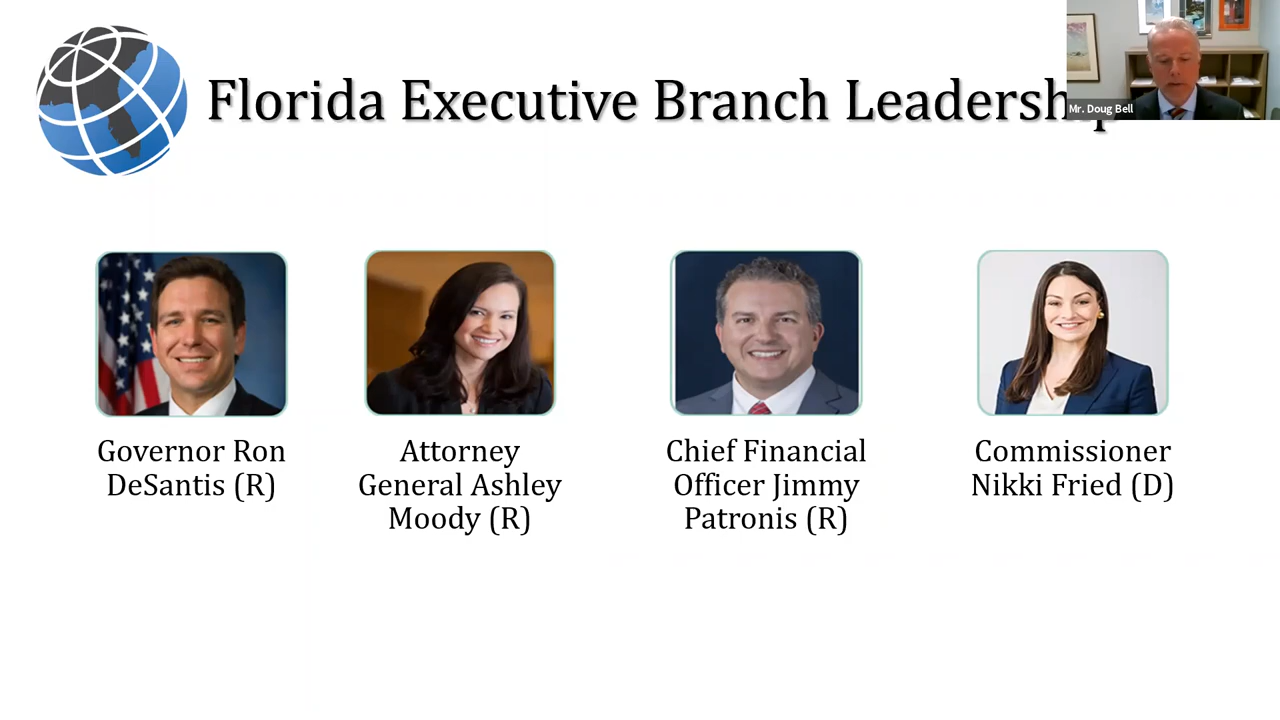 Florida Executive Branch Leadership
Mr. Doug Bell
Governor Ron
DeSantis (R)
Attorney
General Ashley
Moody (R)
Chief Financial
Officer Jimmy
Patronis (R)
Commissioner
Nikki Fried (D)